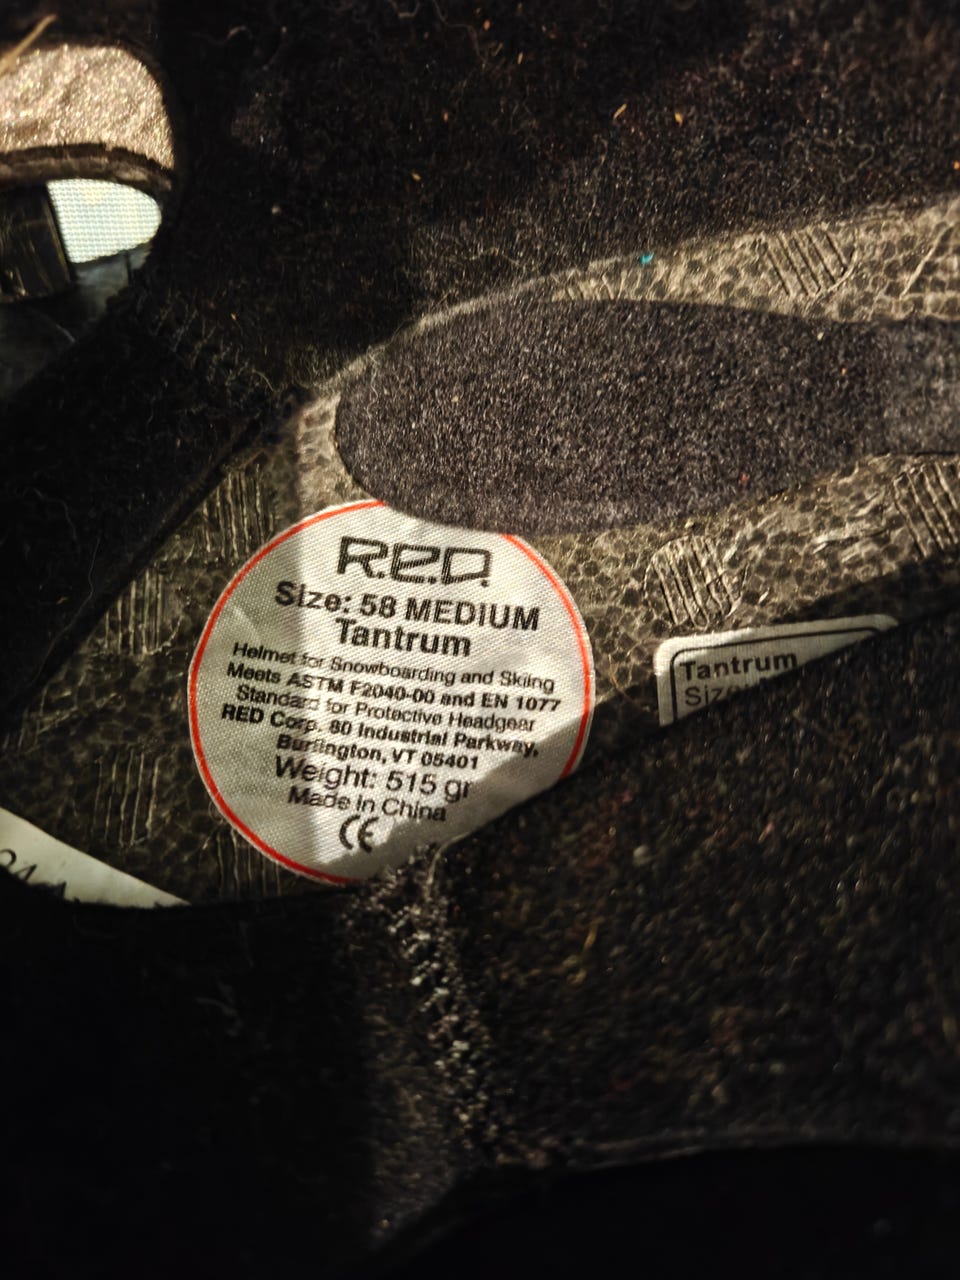 R.E.D.
Size: 58 MEDIUM
Tantrum
Helmet for Snowboarding and Skiing
Meets ASTM F2040-00 and EN 1077
Standard for Protective Headgear
RED Corp. 80 Industrial Parkway,
Burlington, VT 05401
Weight: 515 gr
Made in China
CE
Tantrum
Size